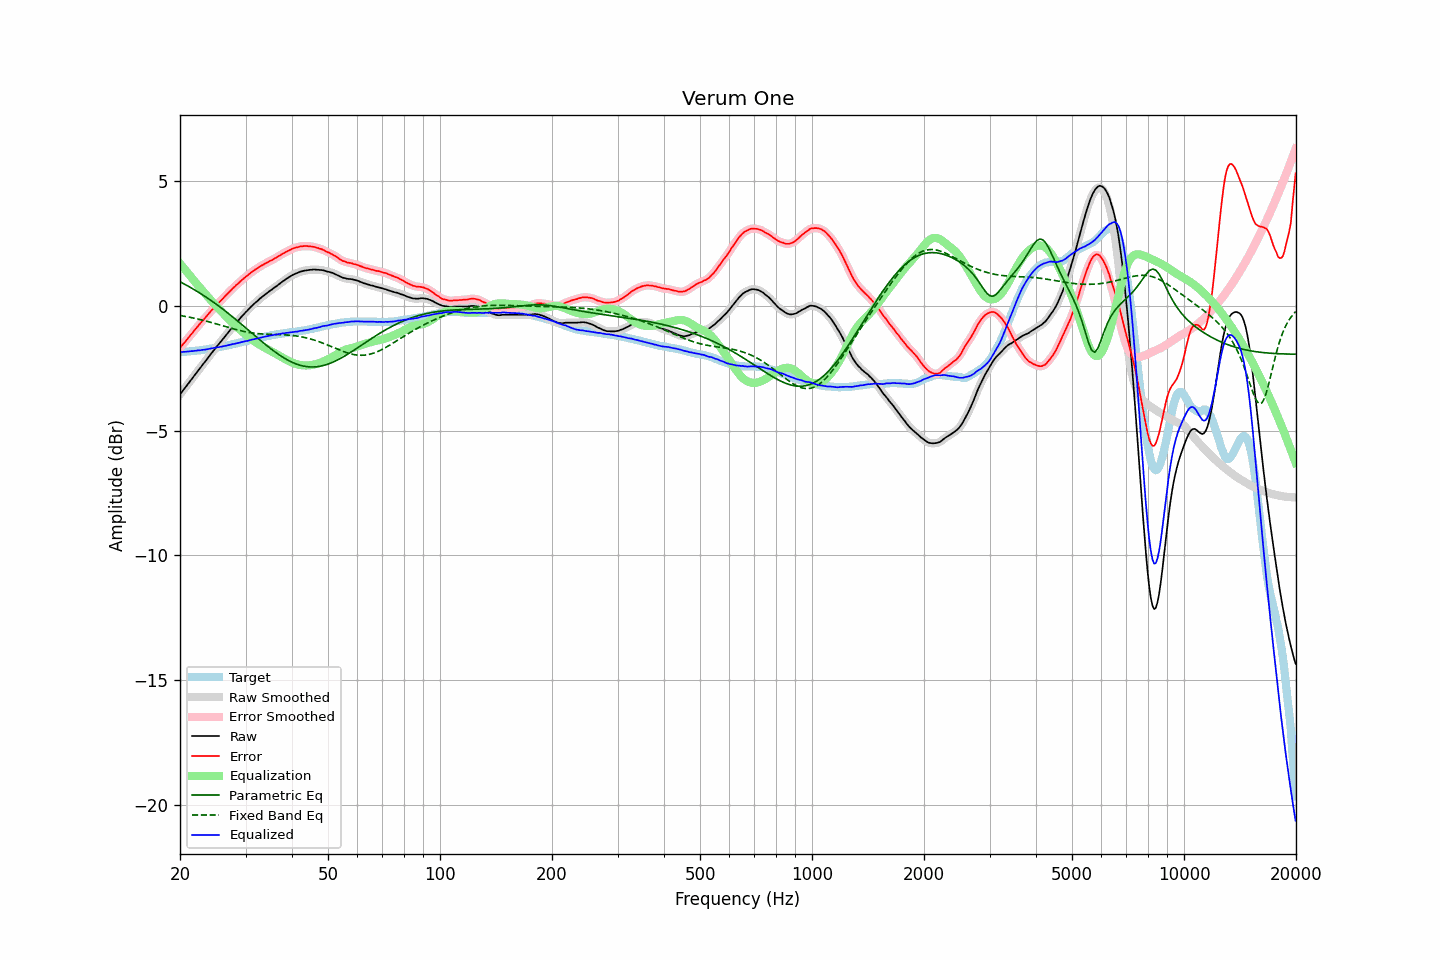 Verum One
Amplitude (dBr)
5
0
−5
−10
−15
−20
Target
Raw Smoothed
Error Smoothed
Raw
Error
Equalization
Parametric Eq
Fixed Band Eq
Equalized
20 50 100 200 500 1000 2000 5000 10000 20000
Frequency (Hz)